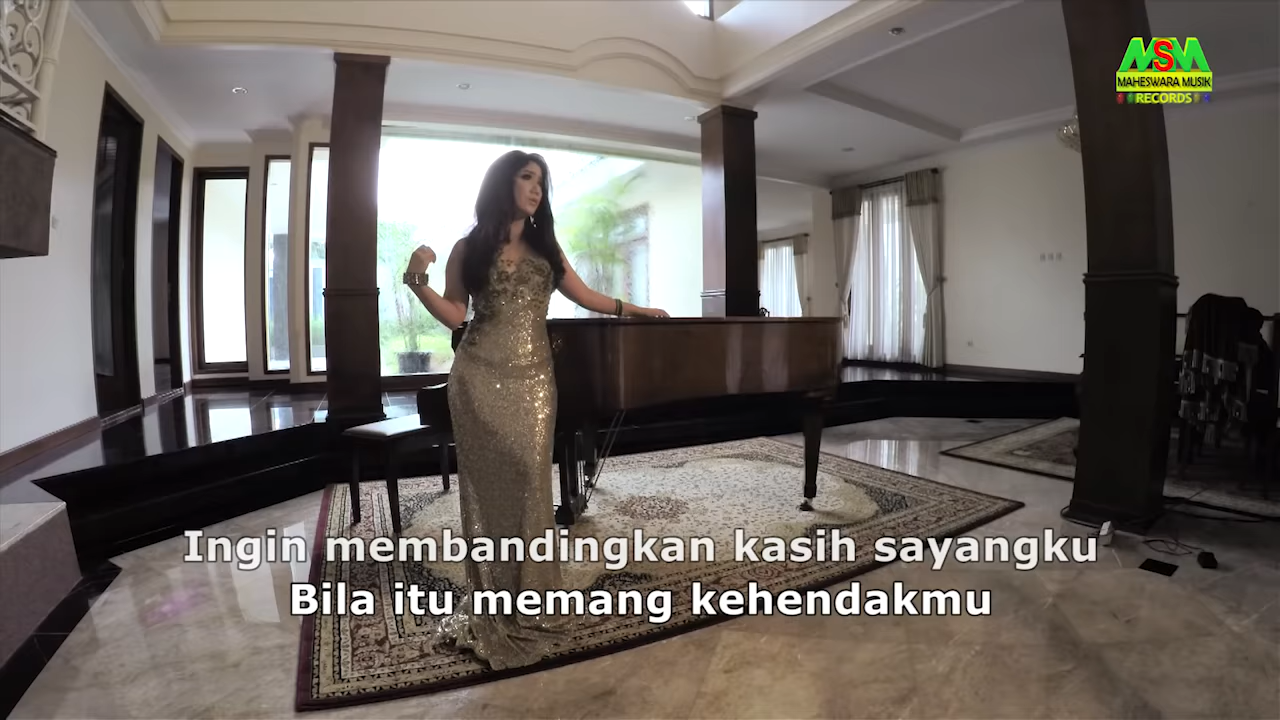 MSM
MAHESWARA MUSIK
RECORDS
Ingin membandingkan kasih sayangku
Bila itu memang kehendakmu